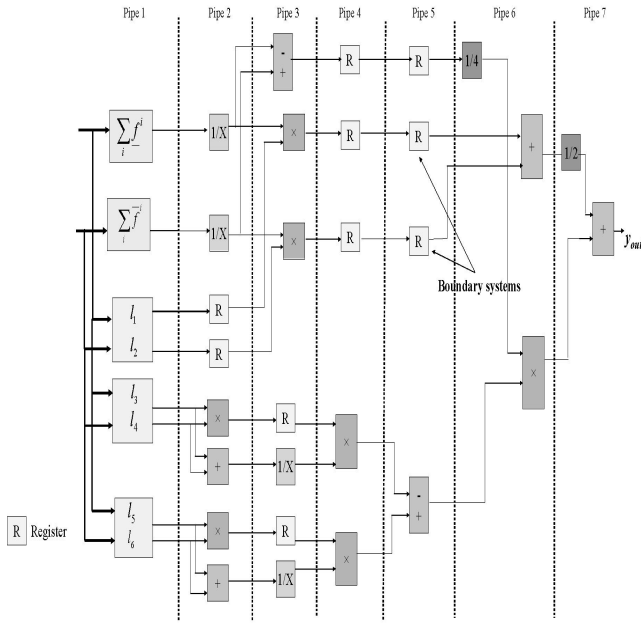 Pipe 1 Pipe 2 Pipe 3 Pipe 4 Pipe 5 Pipe 6 Pipe 7
-
+
R
R
1/4
∑ f^i
i
1/X
×
R
R
+
1/2
∑ f̄^i
i
1/X
×
R
R
+
y_out
Boundary systems
l₁
R
l₂
R
×
l₃
l₄
×
R
×
+
1/X
-
+
l₅
l₆
×
R
×
+
1/X
R Register